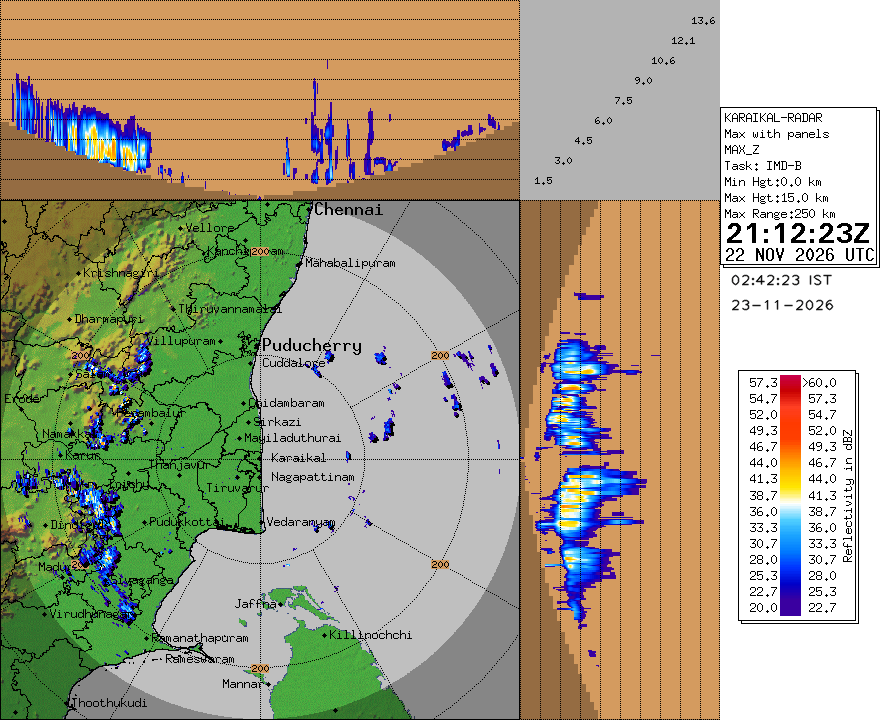 13.6
12.1
10.6
9.0
7.5
6.0
4.5
3.0
1.5
KARAIKAL-RADAR
Max with panels
MAX_Z
Task: IMD-B
Min Hgt:0.0 km
Max Hgt:15.0 km
Max Range:250 km
21:12:23Z
22 NOV 2026 UTC
02:42:23 IST
23-11-2026
Chennai
Vellore
200
Mahabalipuram
Krishnagiri
Thiruvannamalai
Dharmapuri
Villupuram
Puducherry
200
200
Cuddalore
Erode
Chidambaram
Sirkazi
Mayiladuthurai
Karur
Karaikal
Thanjavur
Nagapattinam
Tiruvarur
Pudukkottai
Vedaranyam
200
Jaffna
Virudhunagar
Ramanathapuram
Killinochchi
Rameswaram
200
Mannar
Thoothukudi
57.3 >60.0
54.7 57.3
52.0 54.7
49.3 52.0
46.7 49.3
44.0 46.7
41.3 44.0
38.7 41.3
36.0 38.7
33.3 36.0
30.7 33.3
28.0 30.7
25.3 28.0
22.7 25.3
20.0 22.7
Reflectivity in dBZ